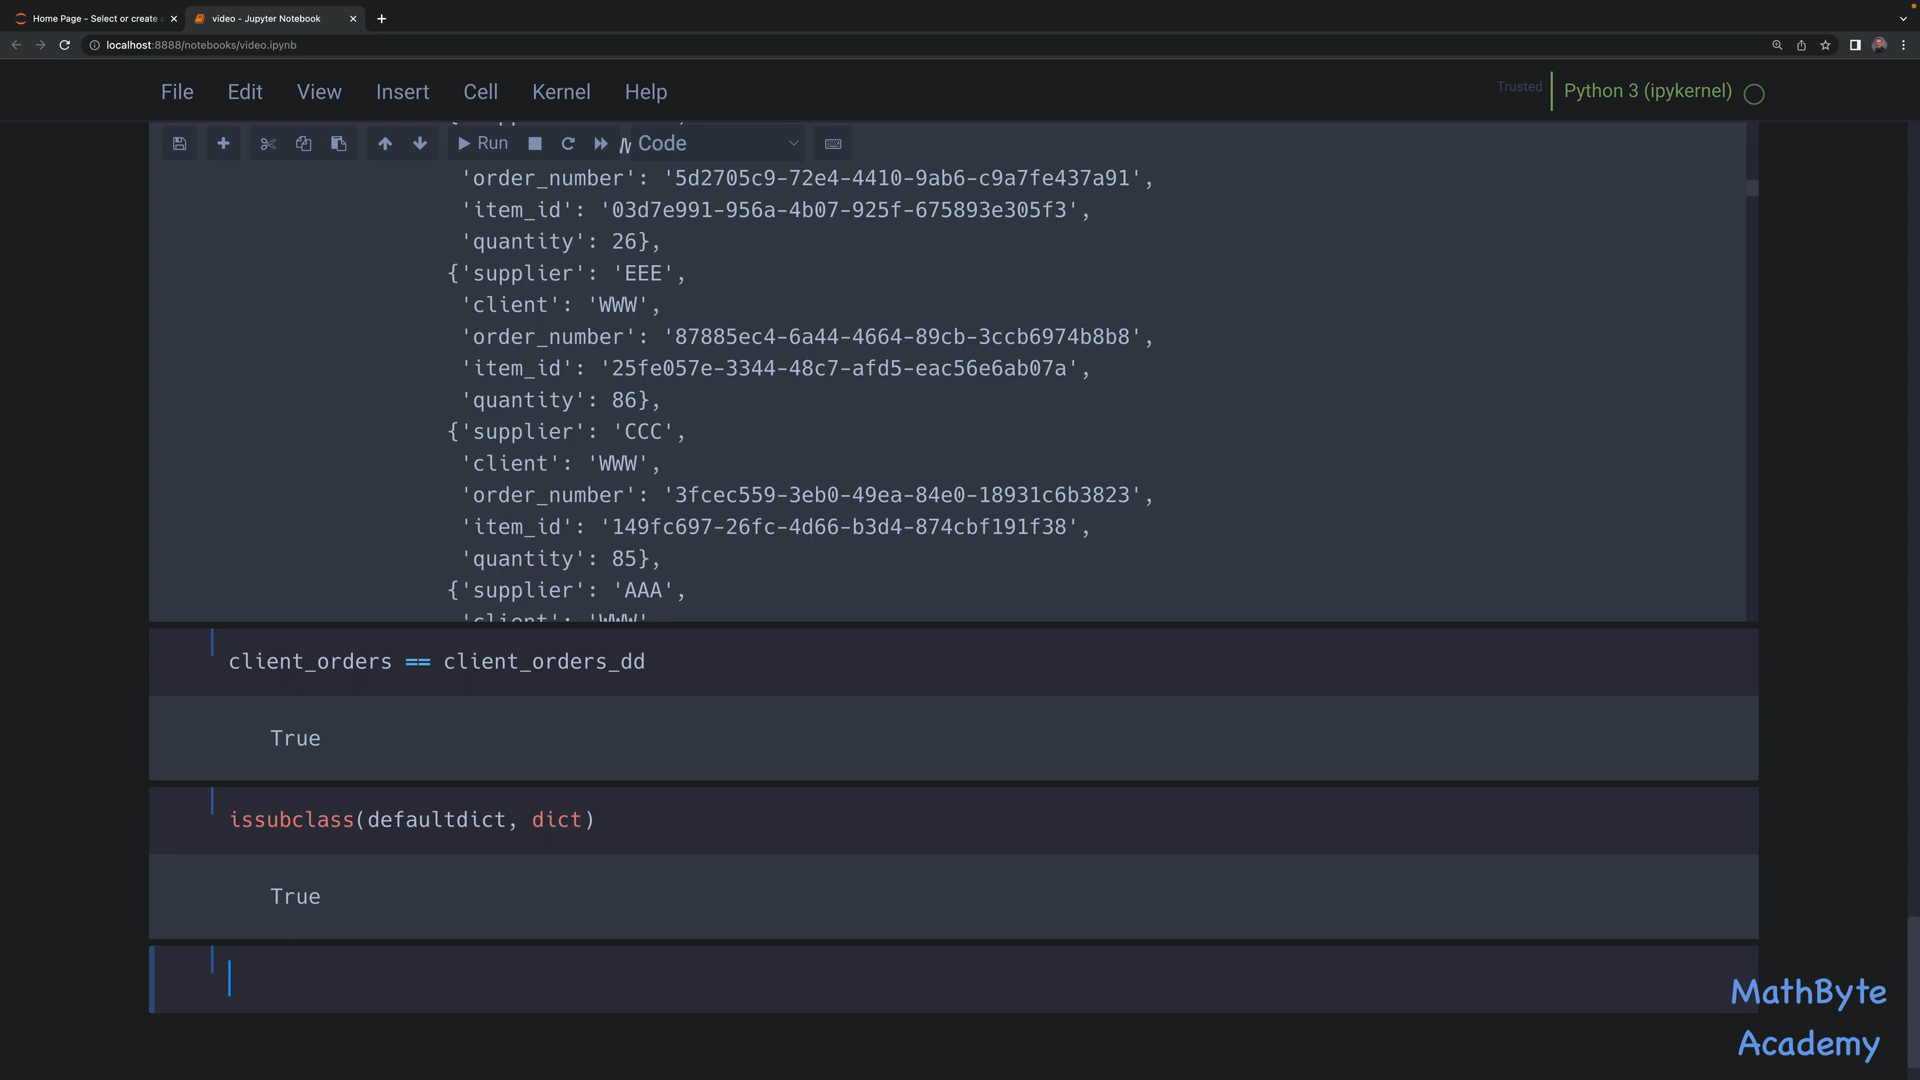 Home Page - Select or create
video - Jupyter Notebook
localhost:8888/notebooks/video.ipynb
File Edit View Insert Cell Kernel Help
Trusted
Python 3 (ipykernel)
Run
Code
'order_number': '5d2705c9-72e4-4410-9ab6-c9a7fe437a91',
'item_id': '03d7e991-956a-4b07-925f-675893e305f3',
'quantity': 26},
{'supplier': 'EEE',
'client': 'WWW',
'order_number': '87885ec4-6a44-4664-89cb-3ccb6974b8b8',
'item_id': '25fe057e-3344-48c7-afd5-eac56e6ab07a',
'quantity': 86},
{'supplier': 'CCC',
'client': 'WWW',
'order_number': '3fcec559-3eb0-49ea-84e0-18931c6b3823',
'item_id': '149fc697-26fc-4d66-b3d4-874cbf191f38',
'quantity': 85},
{'supplier': 'AAA',
'client': 'WWW'
client_orders == client_orders_dd
True
issubclass(defaultdict, dict)
True
MathByte
Academy